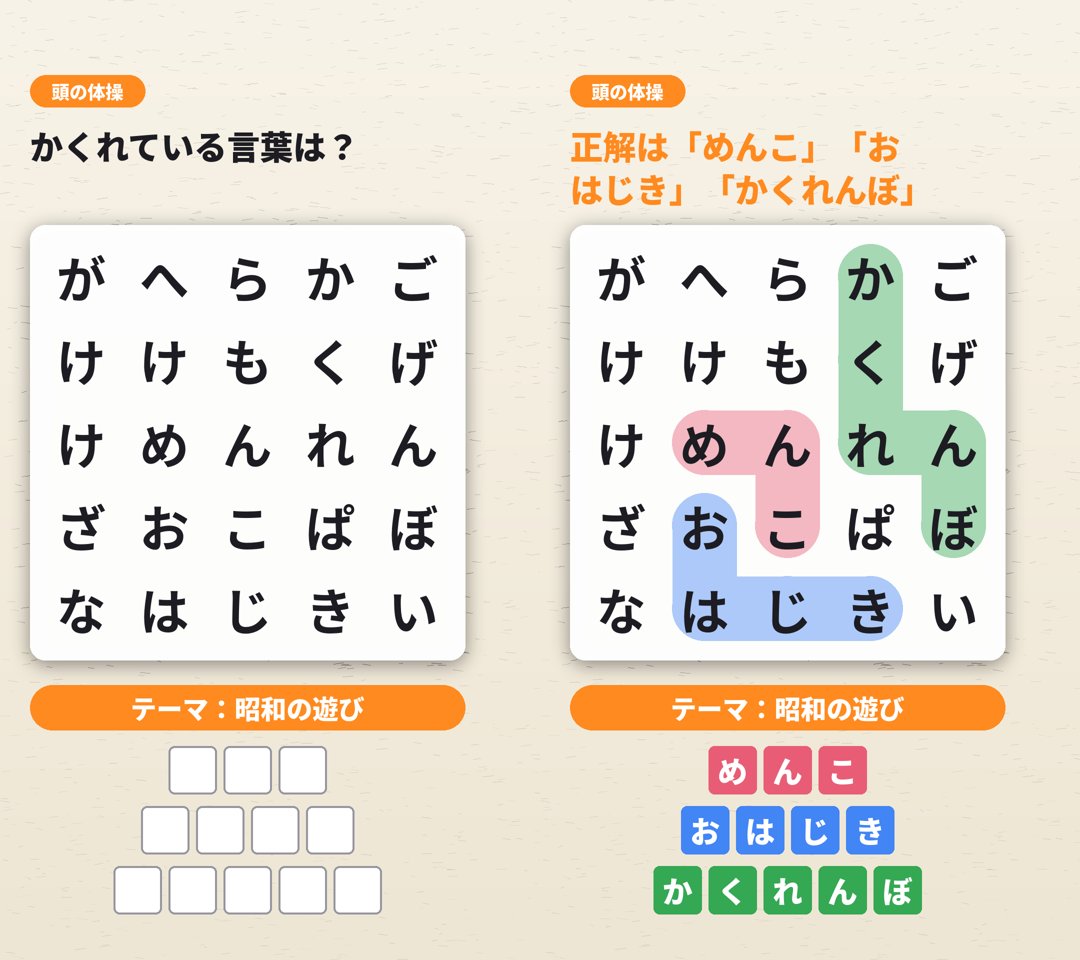 頭の体操
かくれている言葉は？
が へ ら か ご
け け も く げ
け め ん れ ん
ざ お こ ぱ ぼ
な は じ き い
テーマ：昭和の遊び
頭の体操
正解は「めんこ」「お
はじき」「かくれんぼ」
が へ ら か ご
け け も く げ
け め ん れ ん
ざ お こ ぱ ぼ
な は じ き い
テーマ：昭和の遊び
め ん こ
お は じ き
か く れ ん ぼ